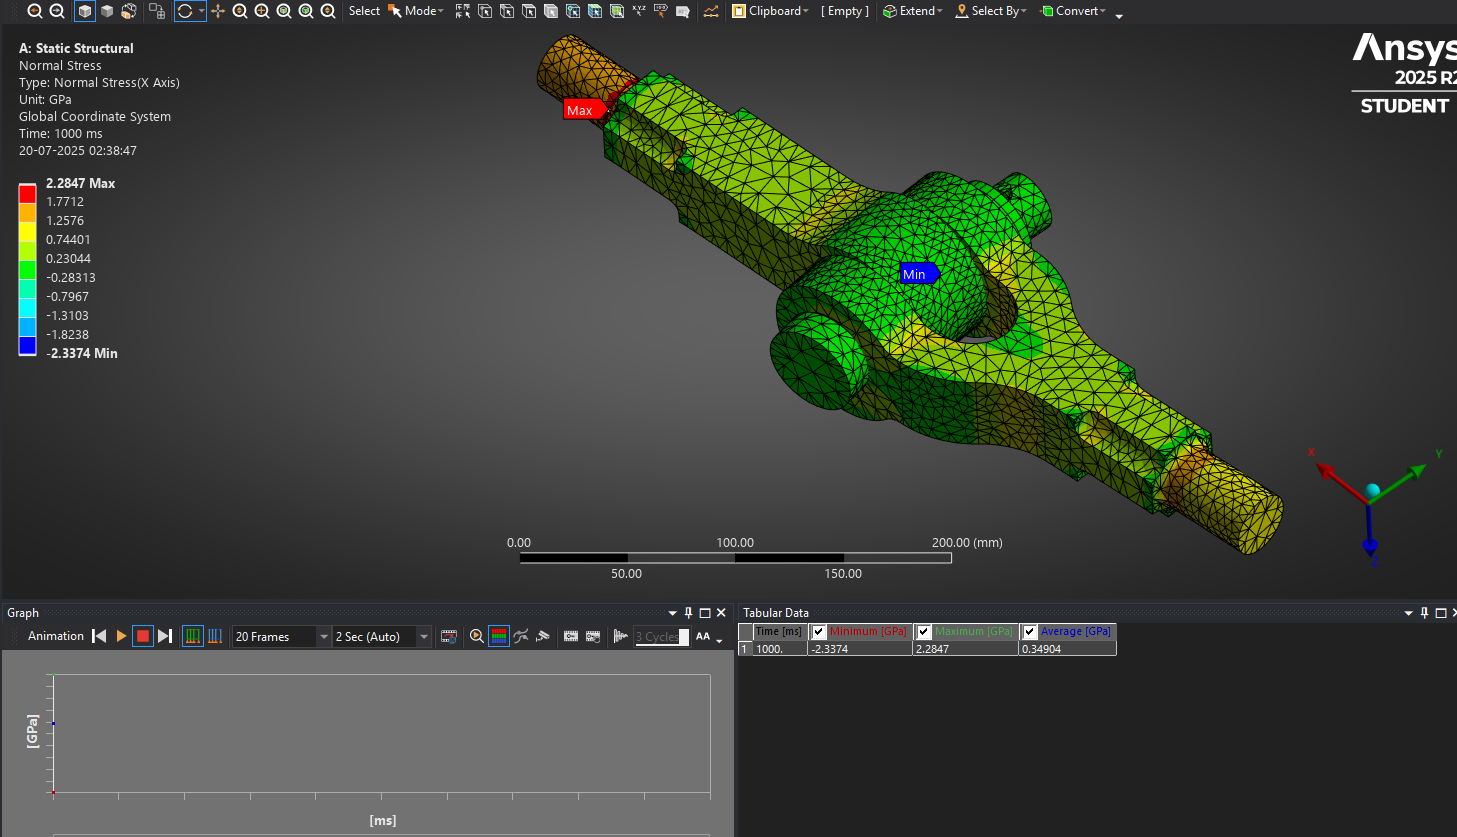 Select Mode Clipboard [ Empty ] Extend Select By Convert
A: Static Structural
Normal Stress
Type: Normal Stress(X Axis)
Unit: GPa
Global Coordinate System
Time: 1000 ms
20-07-2025 02:38:47
2.2847 Max
1.7712
1.2576
0.74401
0.23044
-0.28313
-0.7967
-1.3103
-1.8238
-2.3374 Min
Max
Min
Ansys
2025 R2
STUDENT
X
Y
0.00 100.00 200.00 (mm)
50.00 150.00
Graph
Animation 20 Frames 2 Sec (Auto) 3 Cycles AA
[GPa]
[ms]
Tabular Data
Time [ms] Minimum [GPa] Maximum [GPa] Average [GPa]
1 1000. -2.3374 2.2847 0.34904